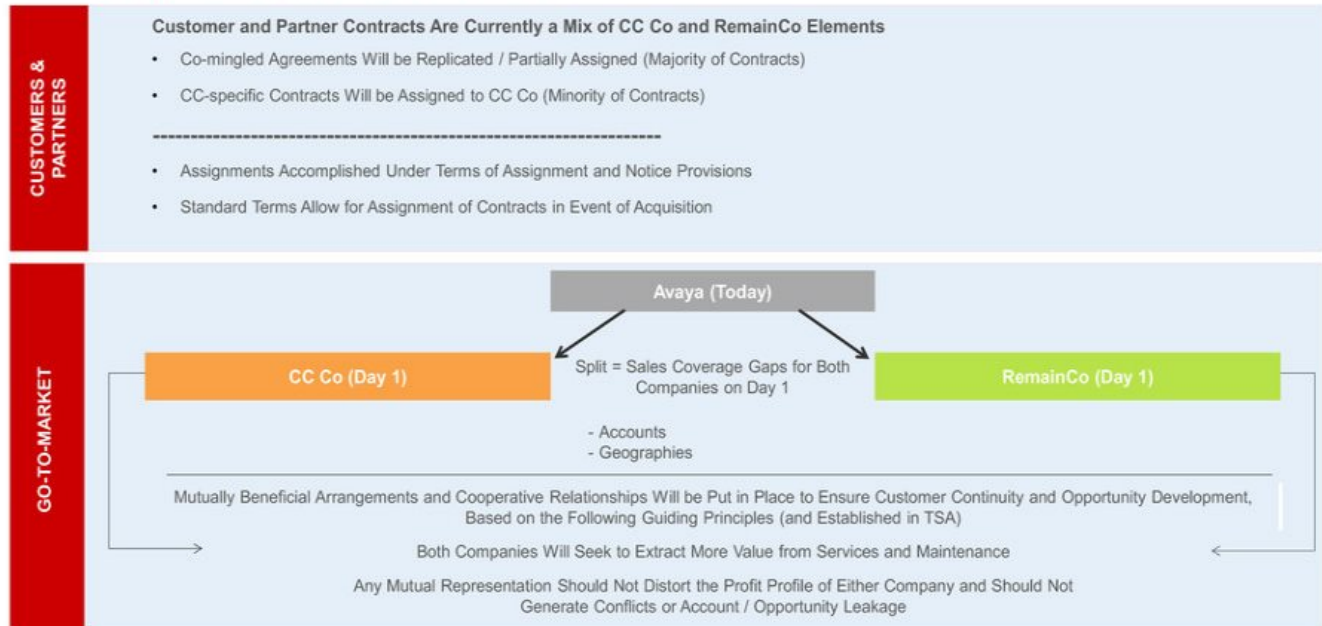 CUSTOMERS &
PARTNERS
Customer and Partner Contracts Are Currently a Mix of CC Co and RemainCo Elements
• Co-mingled Agreements Will be Replicated / Partially Assigned (Majority of Contracts)
• CC-specific Contracts Will be Assigned to CC Co (Minority of Contracts)
• Assignments Accomplished Under Terms of Assignment and Notice Provisions
• Standard Terms Allow for Assignment of Contracts in Event of Acquisition
GO-TO-MARKET
Avaya (Today)
CC Co (Day 1)
Split = Sales Coverage Gaps for Both
Companies on Day 1
RemainCo (Day 1)
- Accounts
- Geographies
Mutually Beneficial Arrangements and Cooperative Relationships Will be Put in Place to Ensure Customer Continuity and Opportunity Development,
Based on the Following Guiding Principles (and Established in TSA)
Both Companies Will Seek to Extract More Value from Services and Maintenance
Any Mutual Representation Should Not Distort the Profit Profile of Either Company and Should Not
Generate Conflicts or Account / Opportunity Leakage